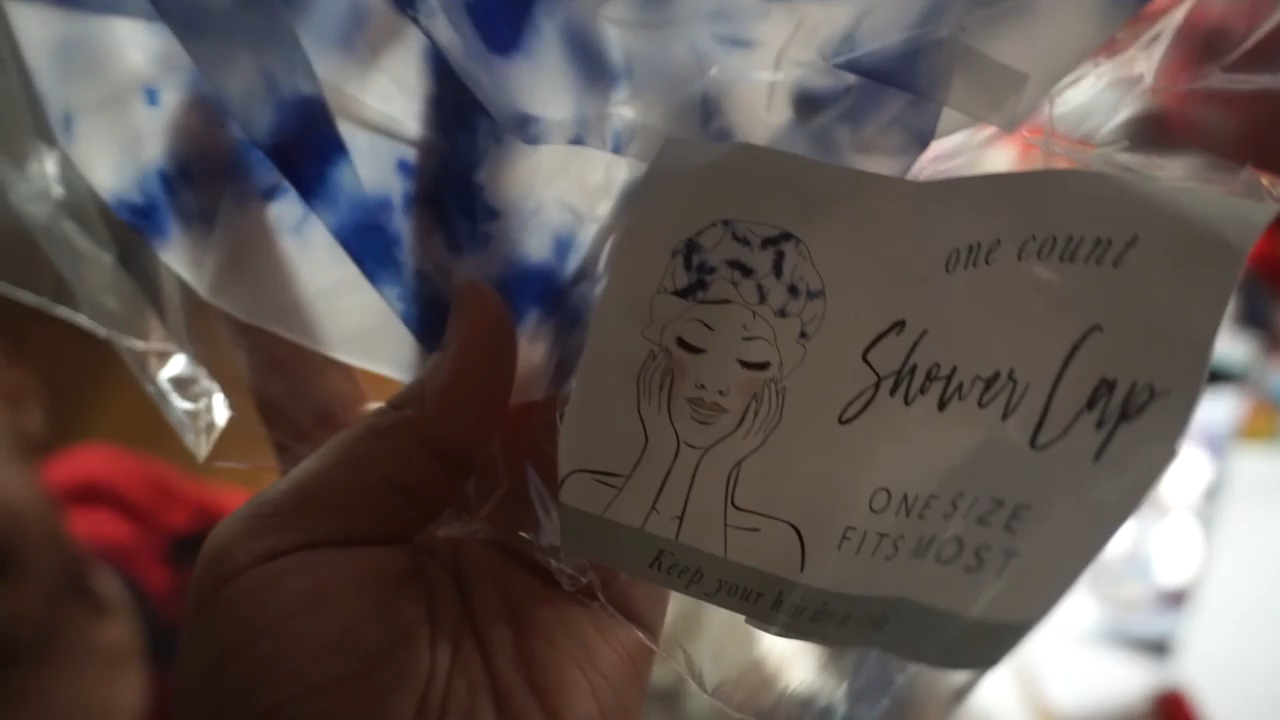 one count
Shower Cap
ONE SIZE
FITS MOST
Keep your